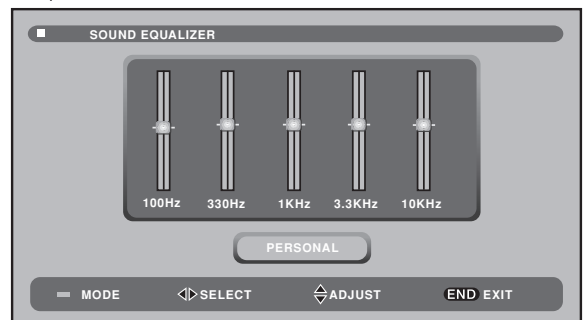 SOUND EQUALIZER
100Hz 330Hz 1KHz 3.3KHz 10KHz
PERSONAL
MODE SELECT ADJUST END EXIT